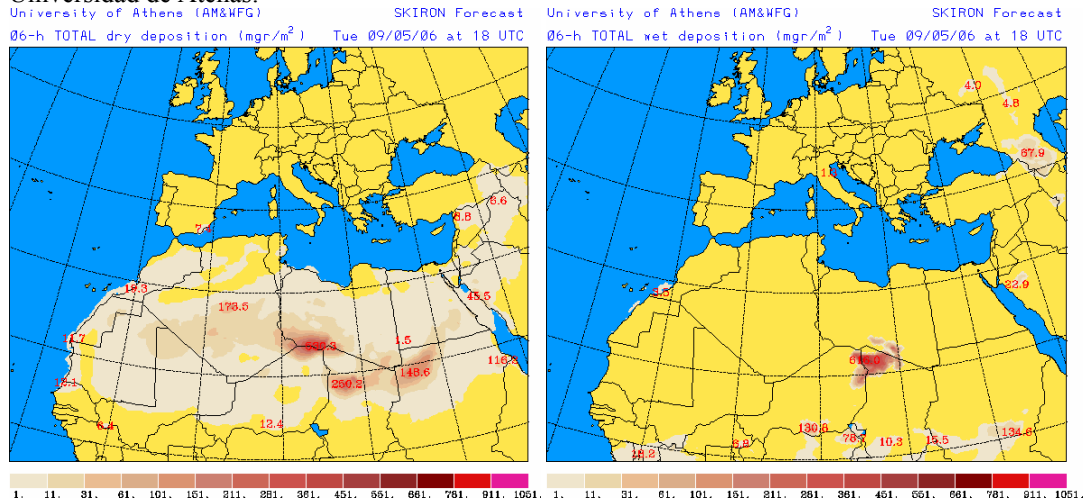 Universidad de Atenas.
University of Athens (AM&WFG) SKIRON Forecast
06-h TOTAL dry deposition (mgr/m²) Tue 09/05/06 at 18 UTC
6.6
8.8
19.3
45.5
173.5
1.5
260.2
148.6
12.4
1. 11. 31. 61. 101. 151. 211. 281. 361. 451. 551. 661. 781. 911. 1051.
University of Athens (AM&WFG) SKIRON Forecast
06-h TOTAL wet deposition (mgr/m²) Tue 09/05/06 at 18 UTC
4.0
4.8
67.9
22.9
130.8
10.3
15.5
134.6
1. 11. 31. 61. 101. 151. 211. 281. 361. 451. 551. 661. 781. 911. 1051.